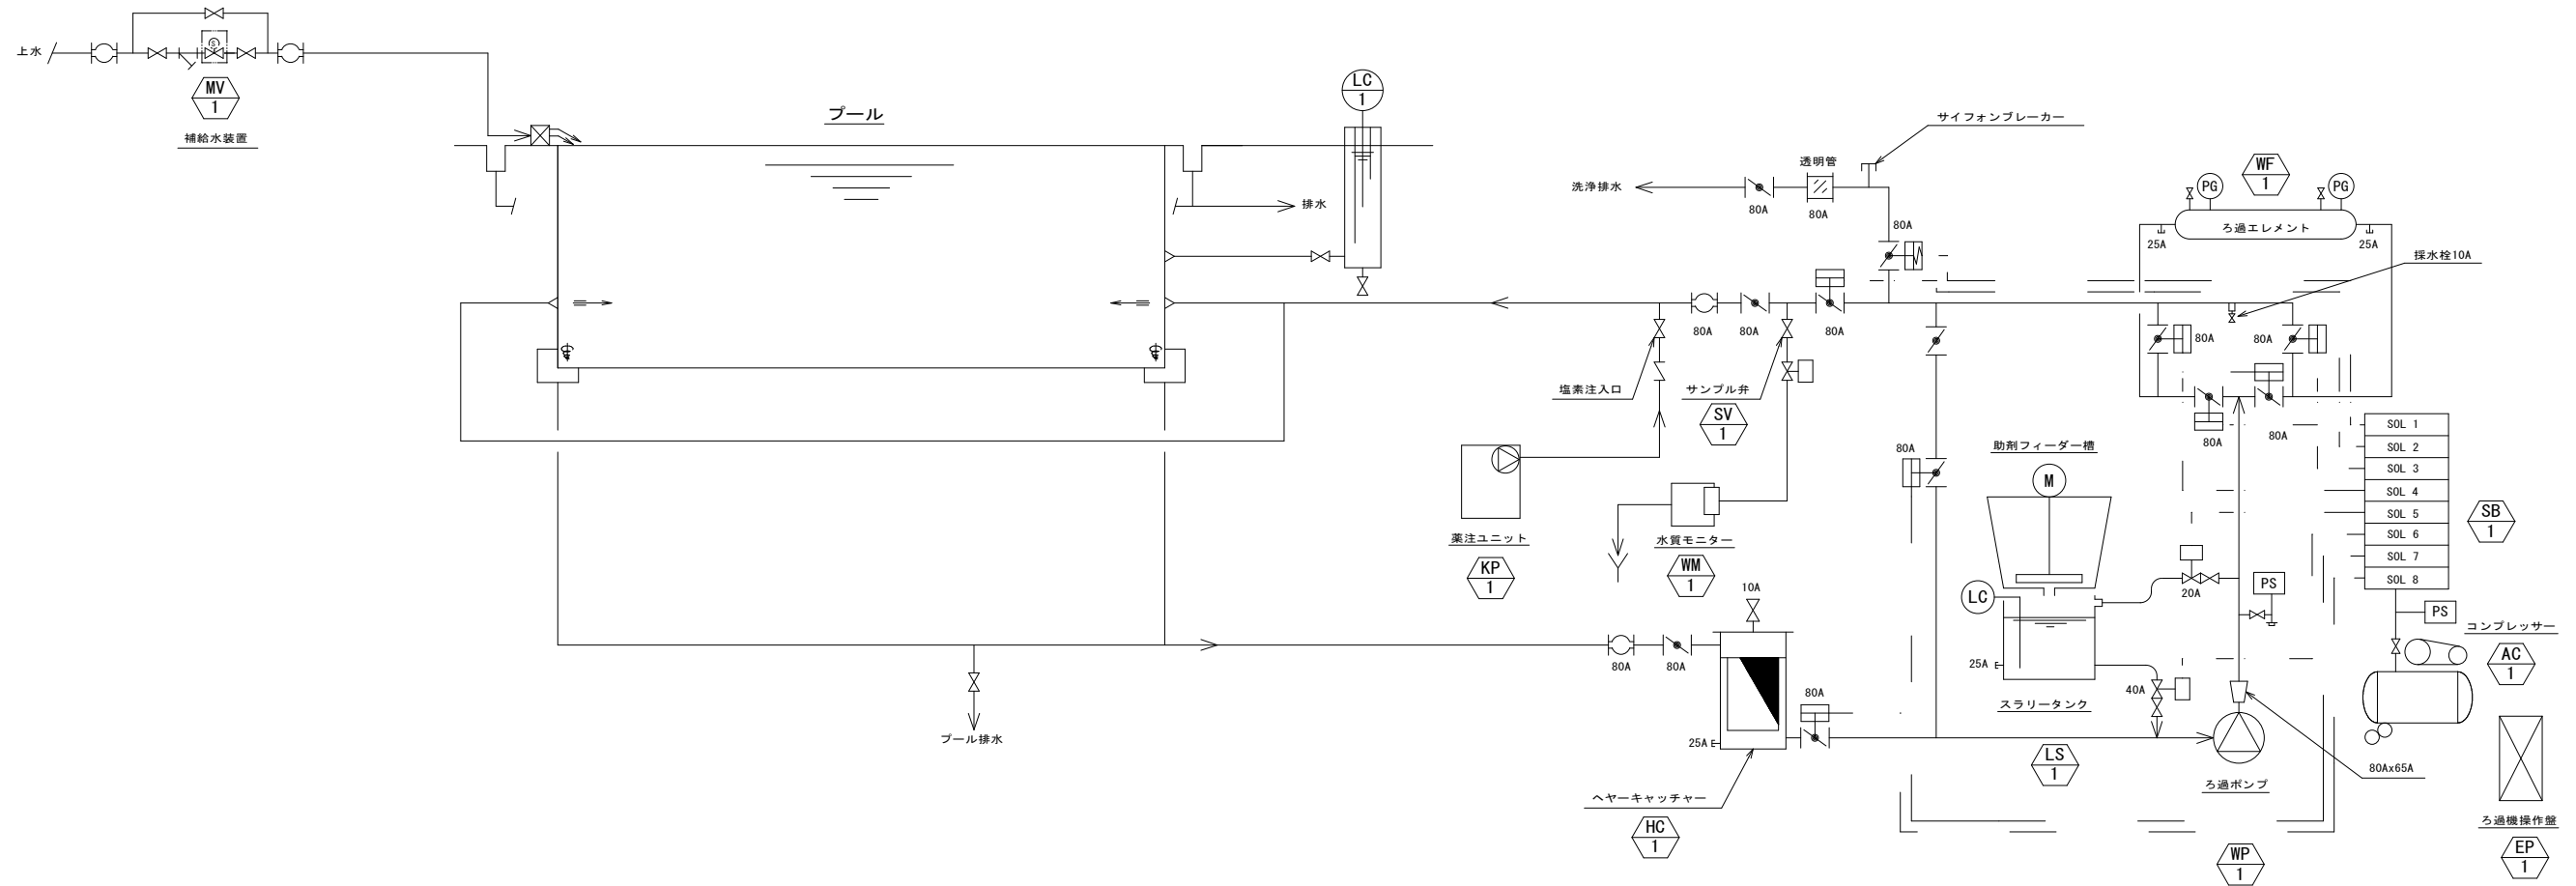 上水
MV
1
補給水装置
プール
LC
1
排水
プール排水
サイフォンブレーカー
透明管
洗浄排水
80A
80A
80A
WF
1
PG
PG
ろ過エレメント
25A
25A
採水栓10A
80A
80A
80A
80A
80A
80A
80A
塩素注入口
サンプル弁
SV
1
薬注ユニット
KP
1
水質モニター
WM
1
80A
助剤フィーダー槽
M
LC
25A
スラリータンク
20A
40A
PS
SOL 1
SOL 2
SOL 3
SOL 4
SOL 5
SOL 6
SOL 7
SOL 8
SB
1
PS
コンプレッサー
AC
1
10A
80A
80A
80A
25A
ヘヤーキャッチャー
HC
1
LS
1
ろ過ポンプ
80Ax65A
WP
1
ろ過機操作盤
EP
1